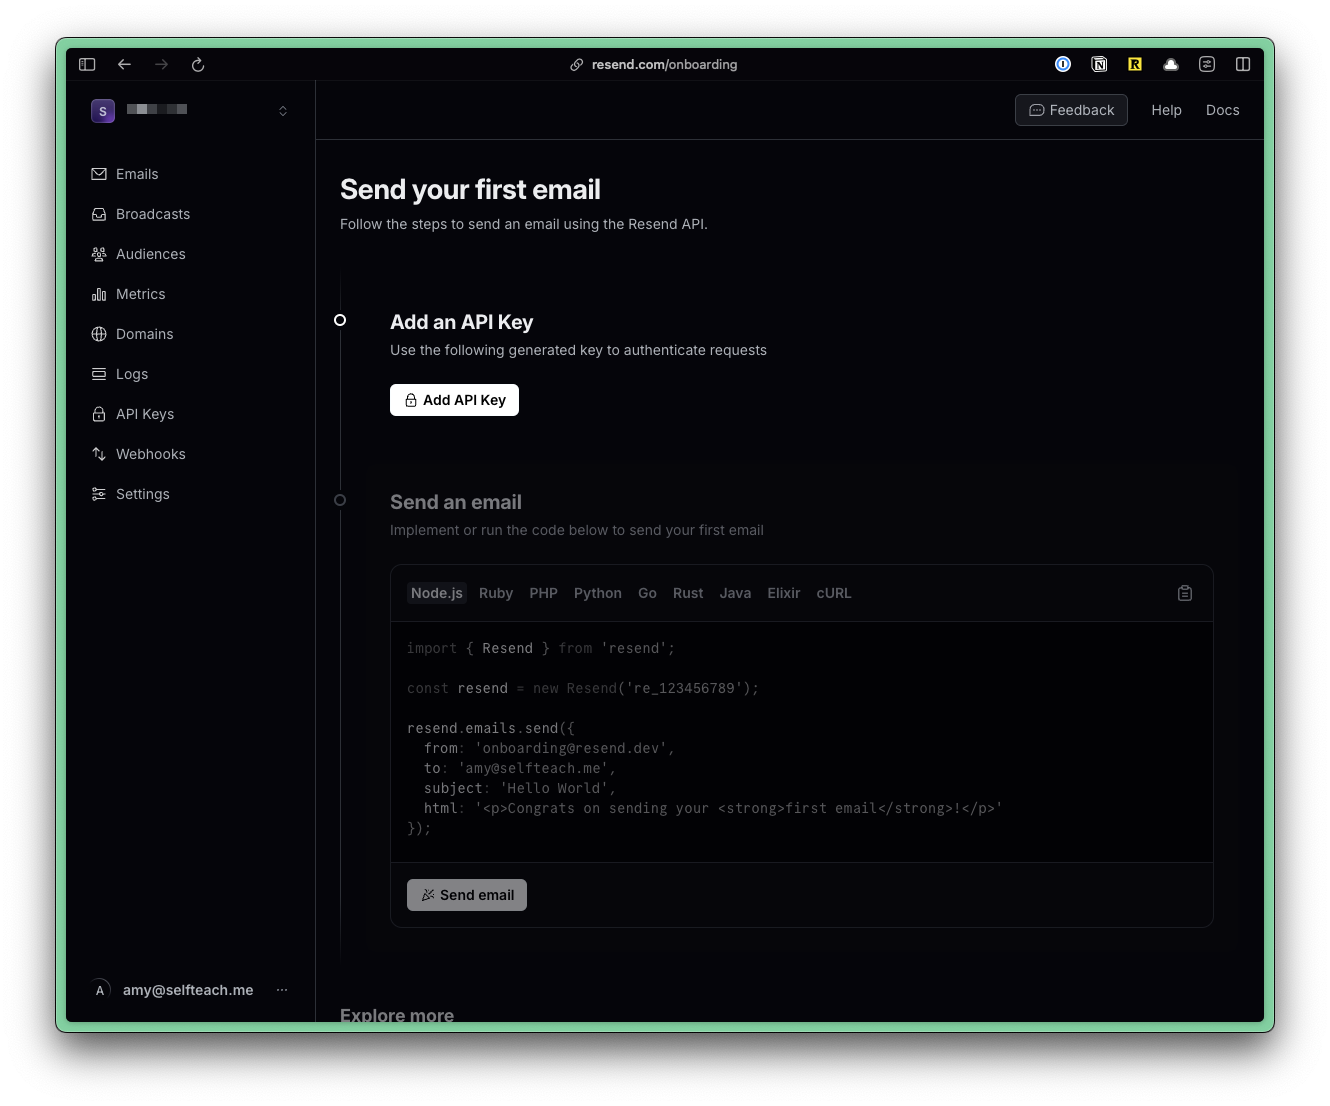 resend.com/onboarding
S
Feedback
Help
Docs
Emails
Broadcasts
Audiences
Metrics
Domains
Logs
API Keys
Webhooks
Settings
A
amy@selfteach.me
Send your first email
Follow the steps to send an email using the Resend API.
Add an API Key
Use the following generated key to authenticate requests
Add API Key
Send an email
Implement or run the code below to send your first email
Node.js Ruby PHP Python Go Rust Java Elixir cURL
import { Resend } from 'resend';
const resend = new Resend('re_123456789');
resend.emails.send({
  from: 'onboarding@resend.dev',
  to: 'amy@selfteach.me',
  subject: 'Hello World',
  html: '<p>Congrats on sending your <strong>first email</strong>!</p>'
});
Send email
Explore more